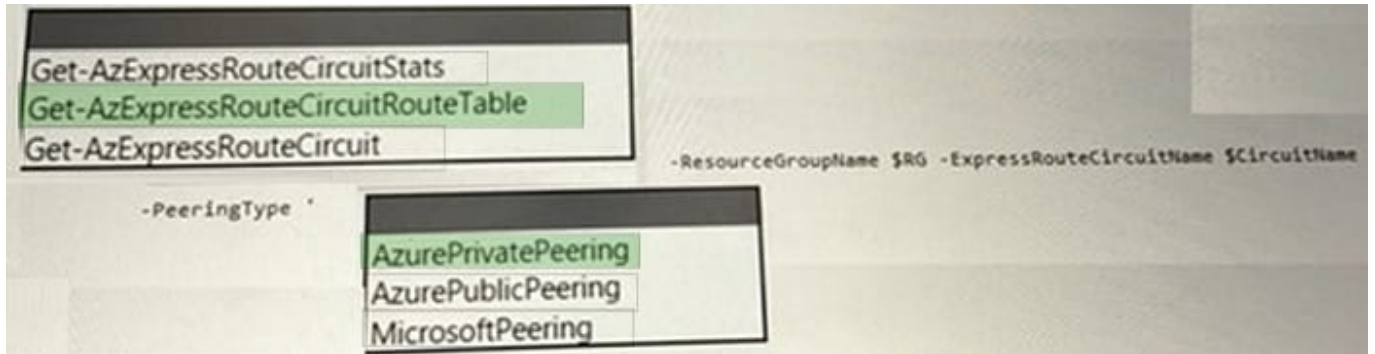 Get-AzExpressRouteCircuitStats
Get-AzExpressRouteCircuitRouteTable
Get-AzExpressRouteCircuit
-ResourceGroupName $RG -ExpressRouteCircuitName $CircuitName
-PeeringType '
AzurePrivatePeering
AzurePublicPeering
MicrosoftPeering